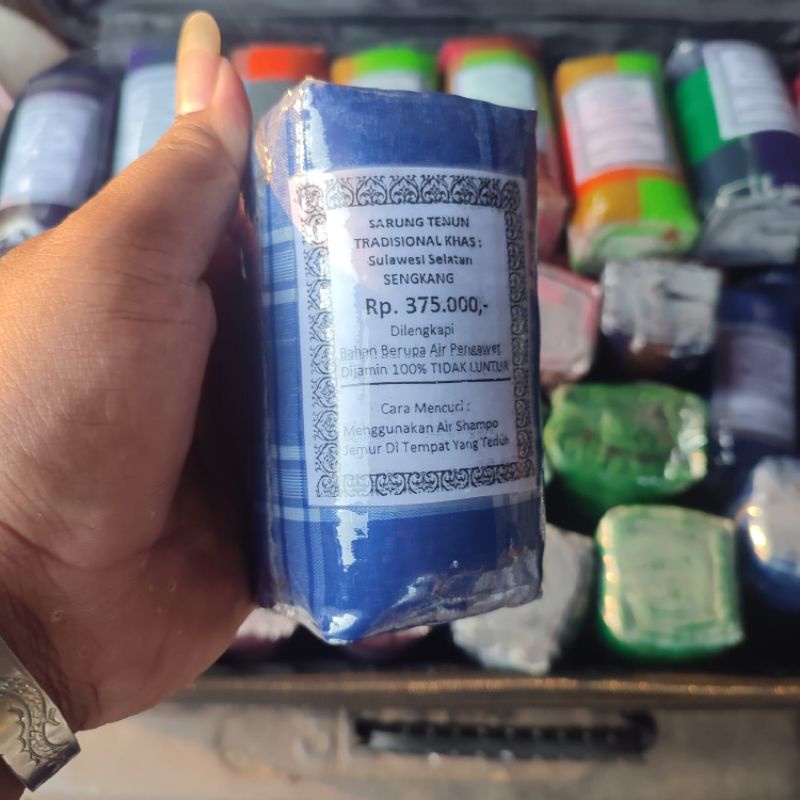 SARUNG TENUN
TRADISIONAL KHAS :
Sulawesi Selatan
SENGKANG
Rp. 375.000,-
Dilengkapi
Bahan Berupa Air Pengawet
Dijamin 100% TIDAK LUNTUR
Cara Mencuci :
Menggunakan Air Shampo
Jemur Di Tempat Yang Teduh